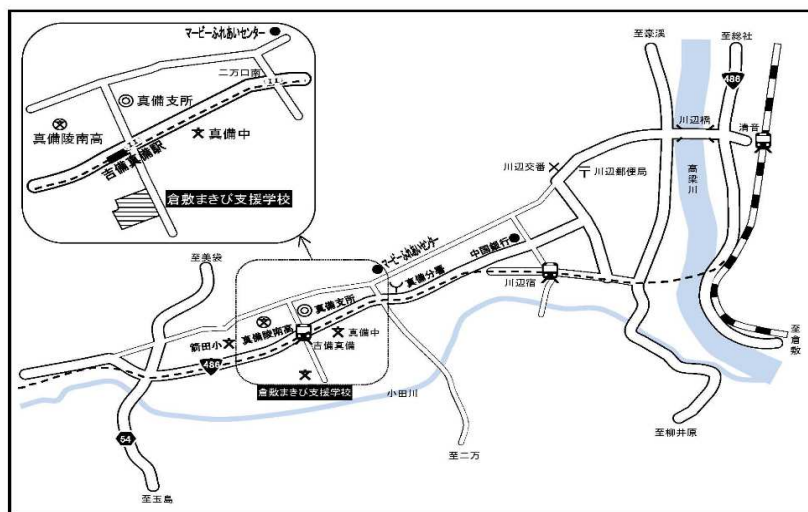 マービーふれあいセンター
二万口南
真備支所
真備陵南高
真備中
吉備真備駅
倉敷まきび支援学校
至豪渓
至総社
486
川辺橋
清音
川辺交番
川辺郵便局
高梁川
至美袋
マービーふれあいセンター
真備分署
中国銀行
川辺宿
真備支所
真備陵南高
真備中
箭田小
吉備真備
486
倉敷まきび支援学校
小田川
至倉敷
54
至二万
至柳井原
至玉島